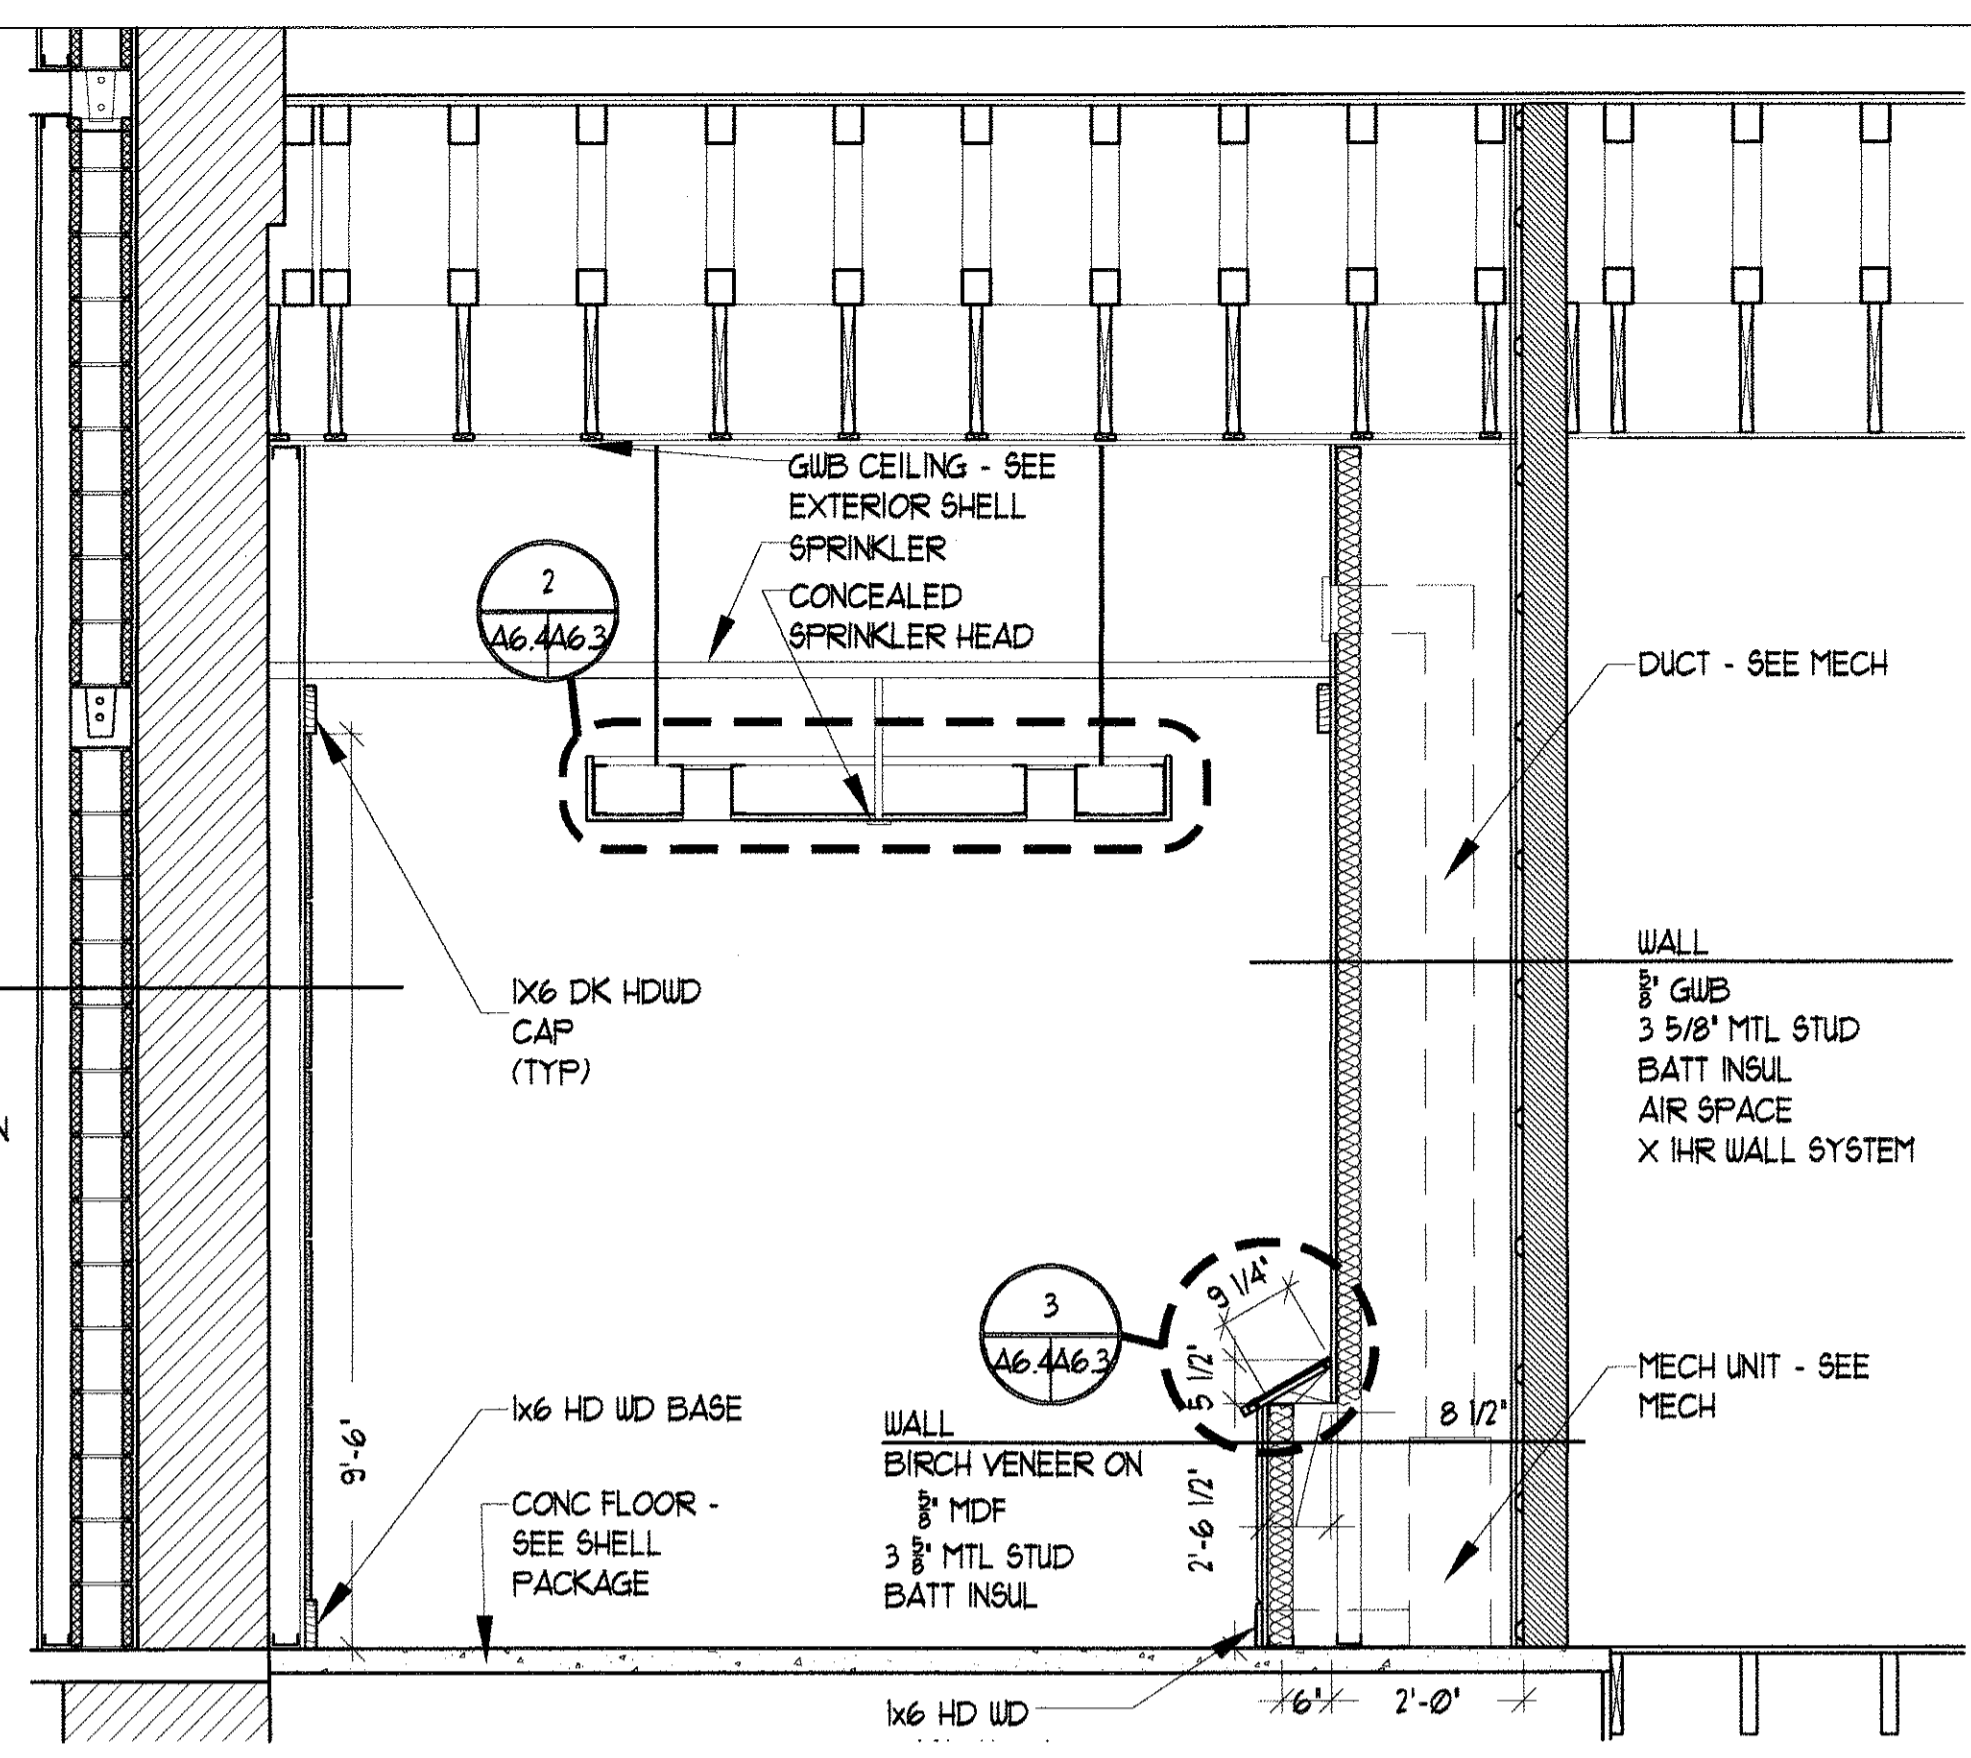 GWB CEILING - SEE
EXTERIOR SHELL
SPRINKLER
CONCEALED
SPRINKLER HEAD
2
A6.4 A6.3
DUCT - SEE MECH
WALL
5/8" GWB
3 5/8" MTL STUD
BATT INSUL
AIR SPACE
X 1HR WALL SYSTEM
1X6 DK HDWD
CAP
(TYP)
N
9 1/4"
3
A6.4 A6.3
5 1/2"
MECH UNIT - SEE
MECH
8 1/2"
1x6 HD WD BASE
9'-6"
WALL
BIRCH VENEER ON
5/8" MDF
3 5/8" MTL STUD
BATT INSUL
2'-6 1/2"
CONC FLOOR -
SEE SHELL
PACKAGE
6"
2'-0"
1x6 HD WD